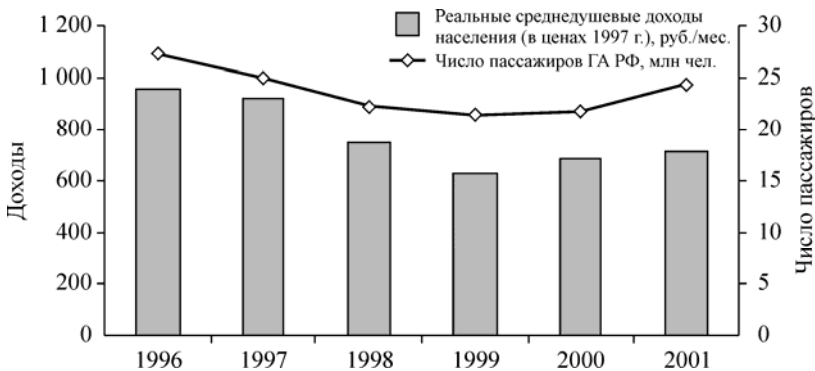 Реальные среднедушевые доходы
населения (в ценах 1997 г.), руб./мес.
Число пассажиров ГА РФ, млн чел.
Доходы
1 200
1 000
800
600
400
200
0
30
25
20
15
10
5
0
Число пассажиров
1996 1997 1998 1999 2000 2001